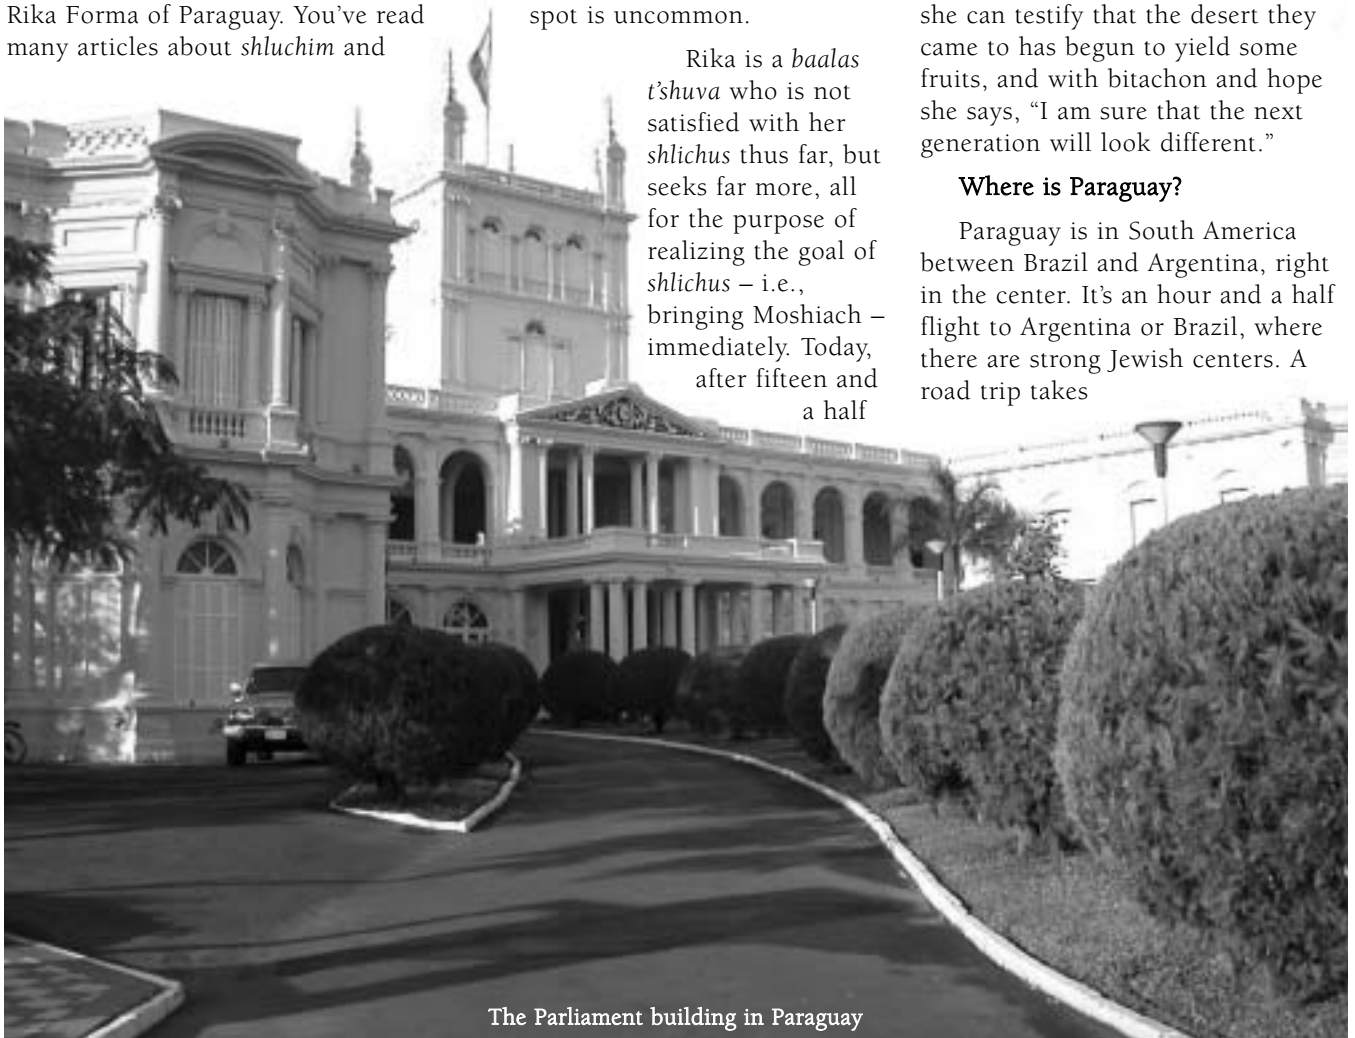 Rika Forma of Paraguay. You’ve read
many articles about shluchim and
spot is uncommon.
Rika is a baalas
t’shuva who is not
satisfied with her
shlichus thus far, but
seeks far more, all
for the purpose of
realizing the goal of
shlichus – i.e.,
bringing Moshiach –
immediately. Today,
after fifteen and
a half
she can testify that the desert they
came to has begun to yield some
fruits, and with bitachon and hope
she says, “I am sure that the next
generation will look different.”
Where is Paraguay?
Paraguay is in South America
between Brazil and Argentina, right
in the center. It’s an hour and a half
flight to Argentina or Brazil, where
there are strong Jewish centers. A
road trip takes
The Parliament building in Paraguay